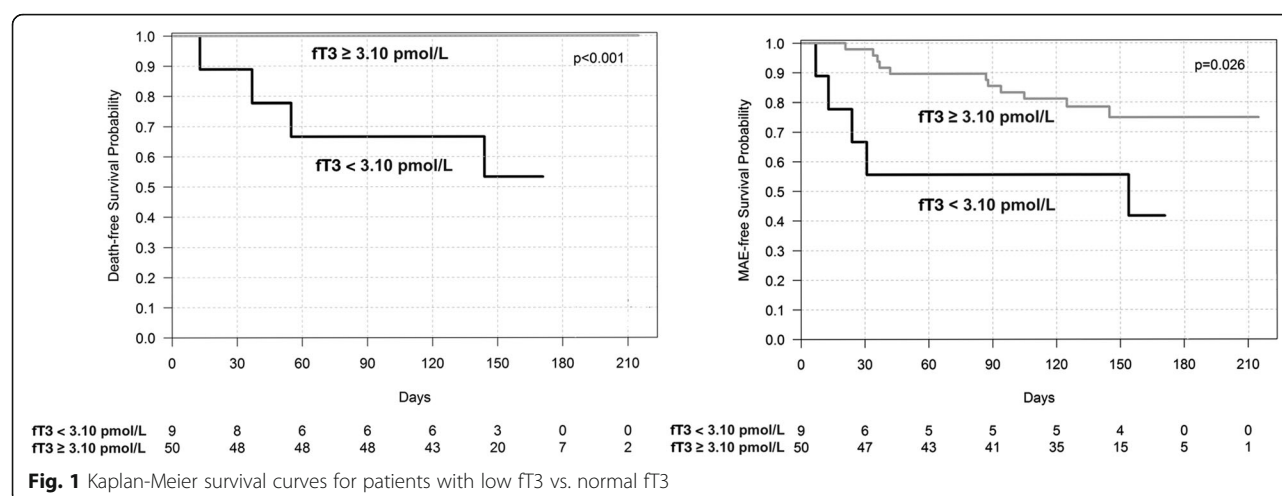 1.0
0.9
0.8
0.7
0.6
0.5
0.4
0.3
0.2
0.1
0.0
Death-free Survival Probability
fT3 ≥ 3.10 pmol/L
p<0.001
fT3 < 3.10 pmol/L
0 30 60 90 120 150 180 210
Days
fT3 < 3.10 pmol/L 9 8 6 6 6 3 0 0
fT3 ≥ 3.10 pmol/L 50 48 48 48 43 20 7 2
1.0
0.9
0.8
0.7
0.6
0.5
0.4
0.3
0.2
0.1
0.0
MAE-free Survival Probability
p=0.026
fT3 ≥ 3.10 pmol/L
fT3 < 3.10 pmol/L
0 30 60 90 120 150 180 210
Days
fT3 < 3.10 pmol/L 9 6 5 5 5 4 0 0
fT3 ≥ 3.10 pmol/L 50 47 43 41 35 15 5 1
Fig. 1 Kaplan-Meier survival curves for patients with low fT3 vs. normal fT3